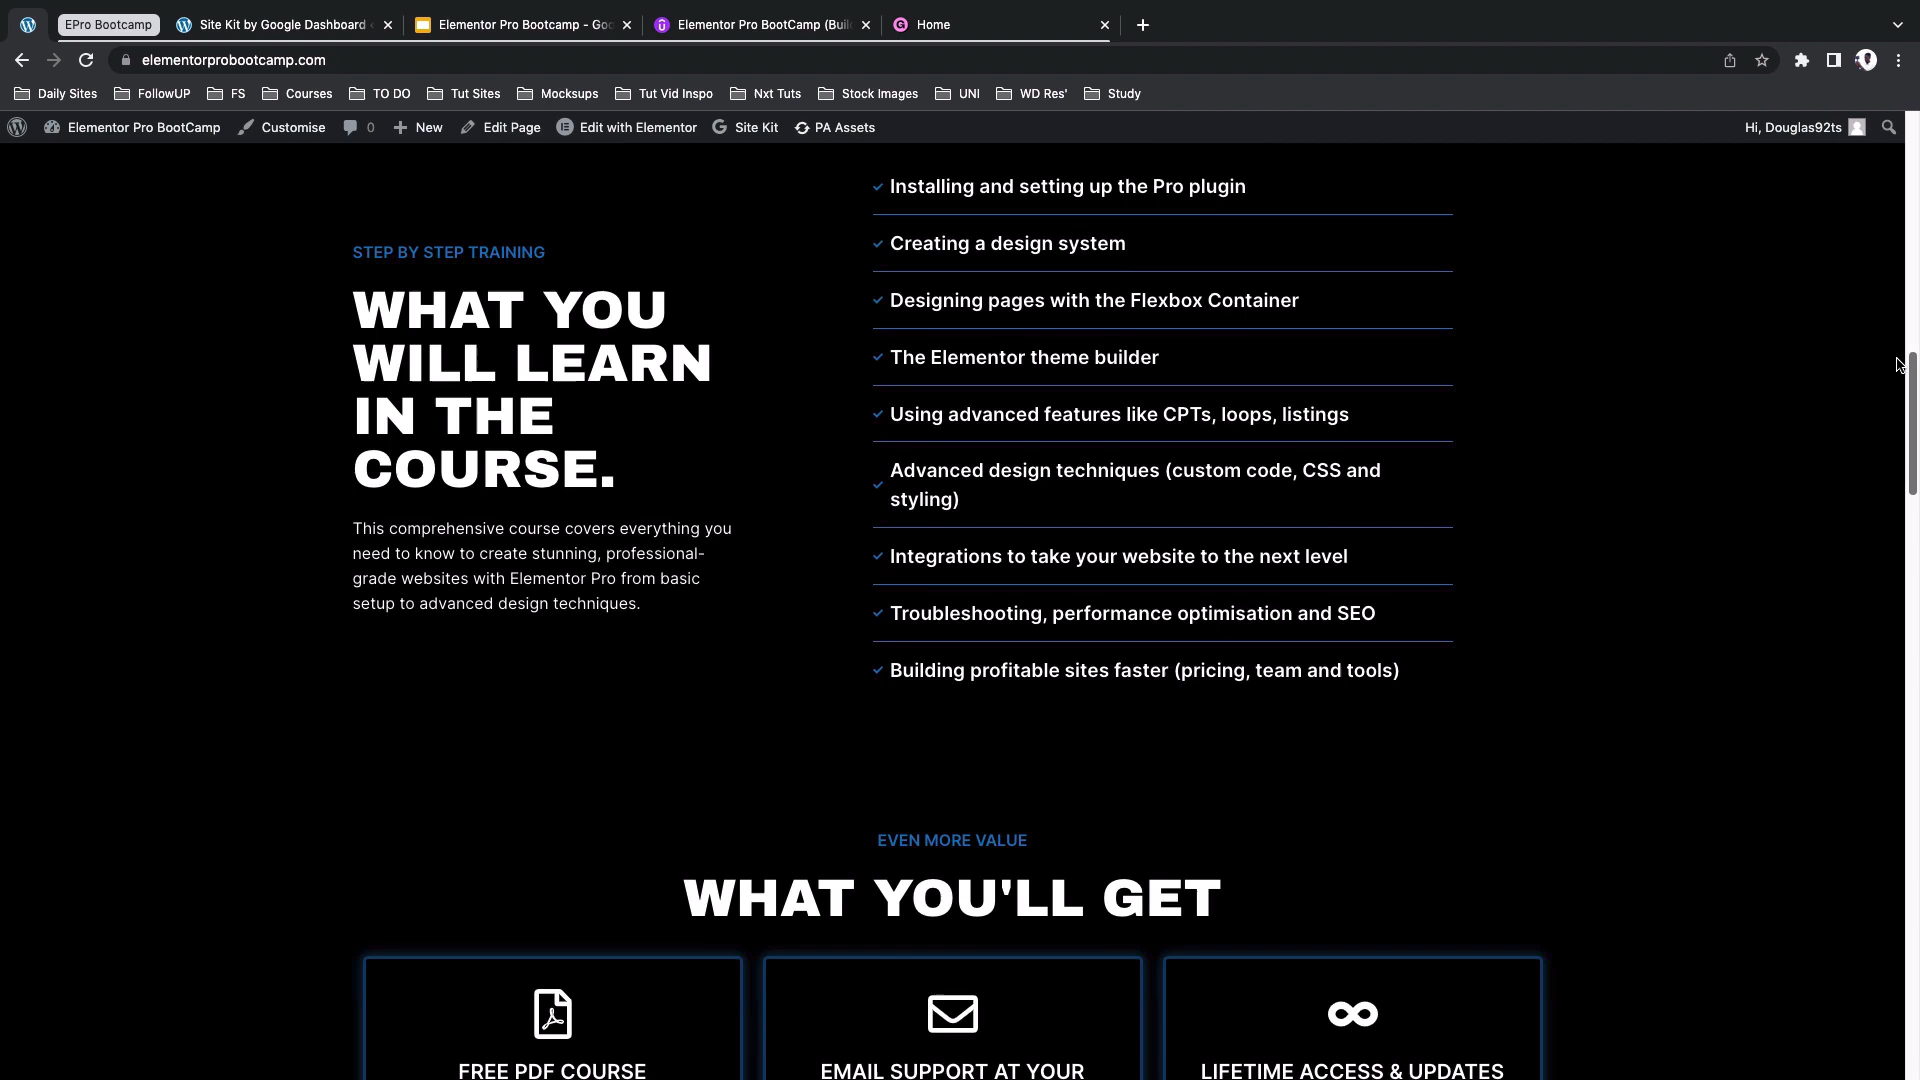 EPro Bootcamp
Site Kit by Google Dashboard
Elementor Pro Bootcamp - Goo
Elementor Pro BootCamp (Buil
Home
elementorprobootcamp.com
Daily Sites
FollowUP
FS
Courses
TO DO
Tut Sites
Mocksups
Tut Vid Inspo
Nxt Tuts
Stock Images
UNI
WD Res'
Study
Elementor Pro BootCamp
Customise
0
New
Edit Page
Edit with Elementor
Site Kit
PA Assets
Hi, Douglas92ts
STEP BY STEP TRAINING
WHAT YOU
WILL LEARN
IN THE
COURSE.
This comprehensive course covers everything you
need to know to create stunning, professional-
grade websites with Elementor Pro from basic
setup to advanced design techniques.
Installing and setting up the Pro plugin
Creating a design system
Designing pages with the Flexbox Container
The Elementor theme builder
Using advanced features like CPTs, loops, listings
Advanced design techniques (custom code, CSS and
styling)
Integrations to take your website to the next level
Troubleshooting, performance optimisation and SEO
Building profitable sites faster (pricing, team and tools)
EVEN MORE VALUE
WHAT YOU'LL GET
FREE PDF COURSE
EMAIL SUPPORT AT YOUR
LIFETIME ACCESS & UPDATES